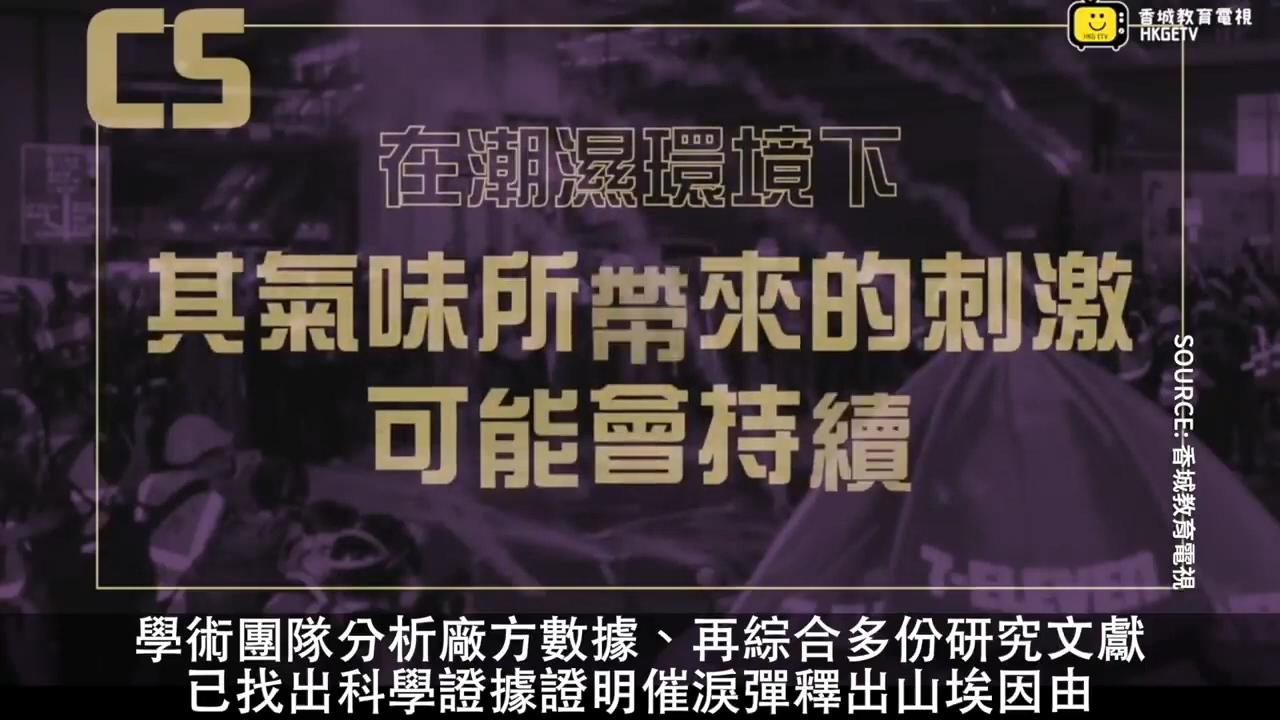 CS
香城教育電視
HKGETV
在潮濕環境下
其氣味所帶來的刺激
可能會持續
SOURCE: 香城教育電視
學術團隊分析廠方數據、再綜合多份研究文獻
已找出科學證據證明催淚彈釋出山埃因由